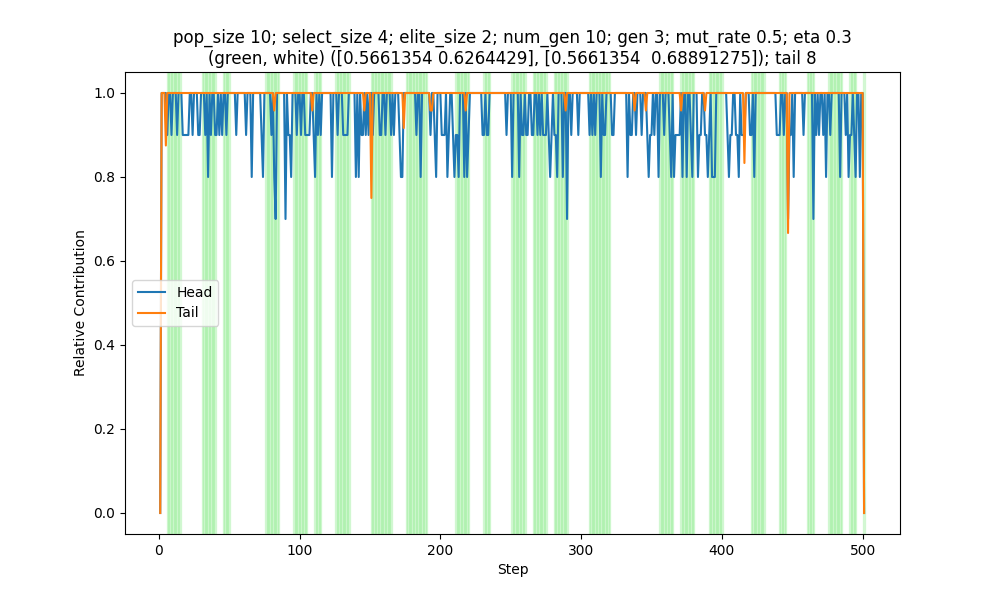 pop_size 10; select_size 4; elite_size 2; num_gen 10; gen 3; mut_rate 0.5; eta 0.3
(green, white) ([0.5661354 0.6264429], [0.5661354  0.68891275]); tail 8
1.0
0.8
0.6
0.4
0.2
0.0
Relative Contribution
Head
Tail
0
100
200
300
400
500
Step